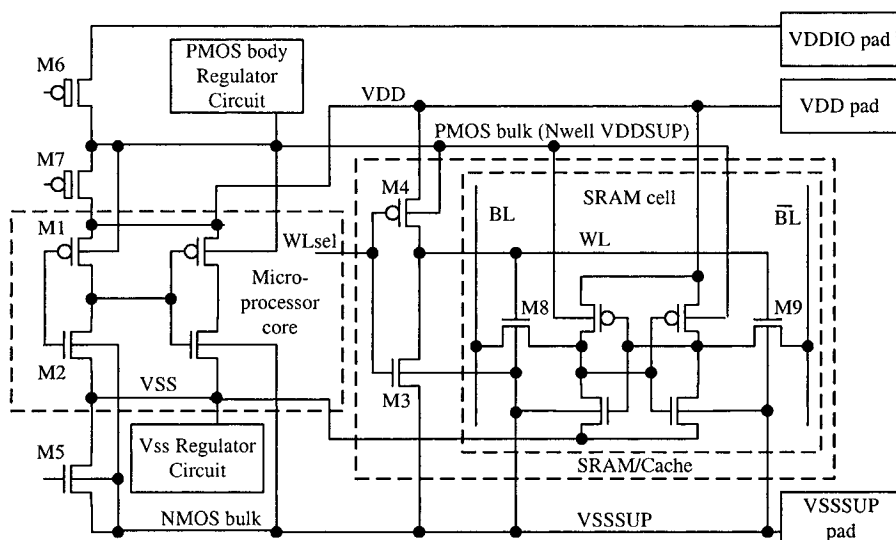 VDDIO pad
M6
PMOS body
Regulator
Circuit
VDD
VDD pad
PMOS bulk (Nwell VDDSUP)
M7
M4
SRAM cell
M1
BL
B̅L̅
WLsel
WL
Micro-
processor
core
M8
M9
M2
VSS
M3
Vss Regulator
Circuit
M5
SRAM/Cache
NMOS bulk
VSSSUP
VSSSUP
pad